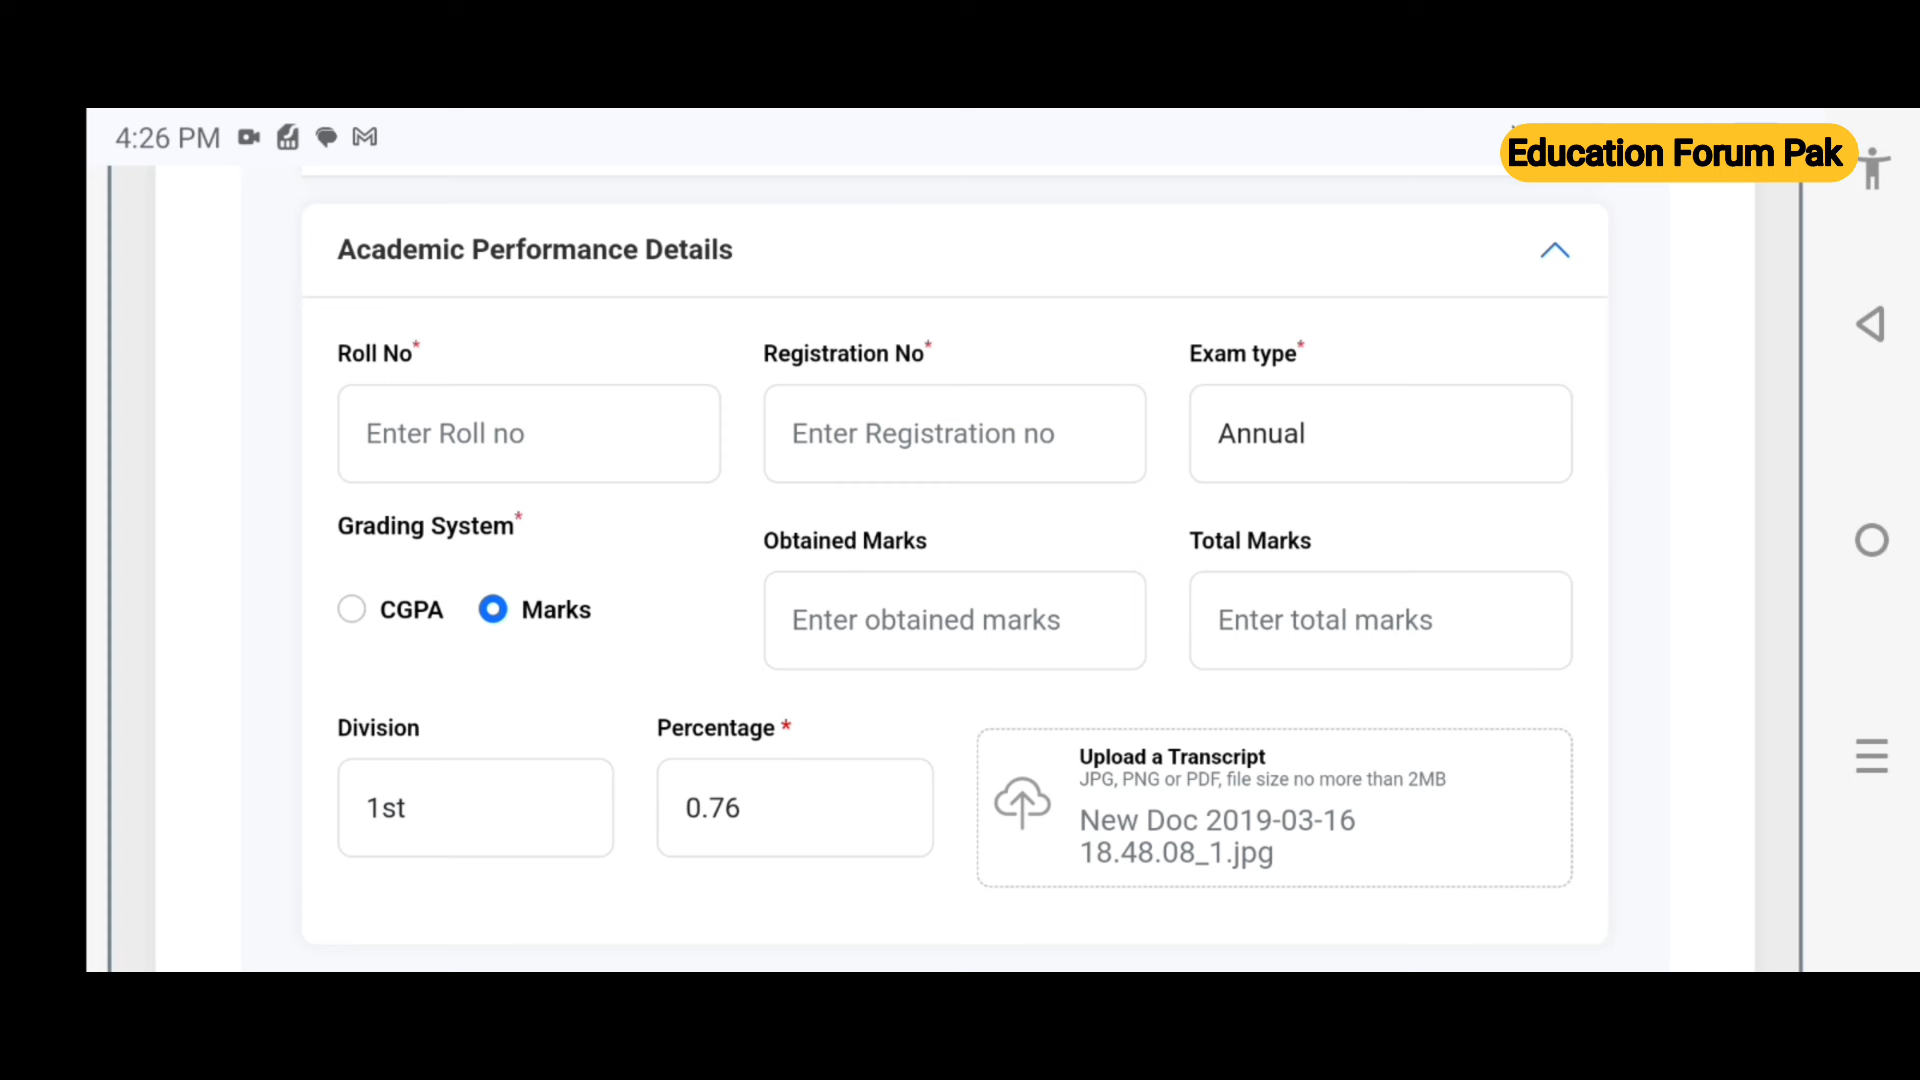 4:26 PM
Education Forum Pak
Academic Performance Details
Roll No*
Registration No*
Exam type*
Enter Roll no
Enter Registration no
Annual
Grading System*
Obtained Marks
Total Marks
CGPA
Marks
Enter obtained marks
Enter total marks
Division
Percentage *
1st
0.76
Upload a Transcript
JPG, PNG or PDF, file size no more than 2MB
New Doc 2019-03-16
18.48.08_1.jpg